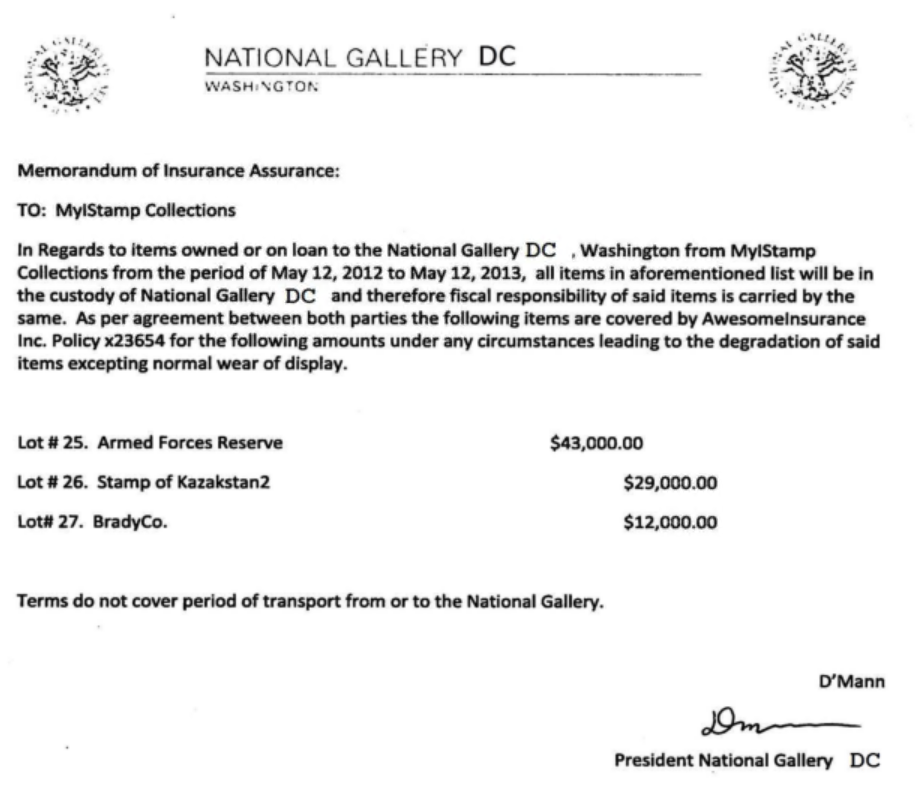 NATIONAL GALLERY DC
WASHINGTON
Memorandum of Insurance Assurance:
TO: MyIStamp Collections
In Regards to items owned or on loan to the National Gallery DC , Washington from MyIStamp
Collections from the period of May 12, 2012 to May 12, 2013, all items in aforementioned list will be in
the custody of National Gallery DC and therefore fiscal responsibility of said items is carried by the
same. As per agreement between both parties the following items are covered by AwesomeInsurance
Inc. Policy x23654 for the following amounts under any circumstances leading to the degradation of said
items excepting normal wear of display.
Lot # 25. Armed Forces Reserve $43,000.00
Lot # 26. Stamp of Kazakstan2 $29,000.00
Lot# 27. BradyCo. $12,000.00
Terms do not cover period of transport from or to the National Gallery.
D'Mann
President National Gallery DC